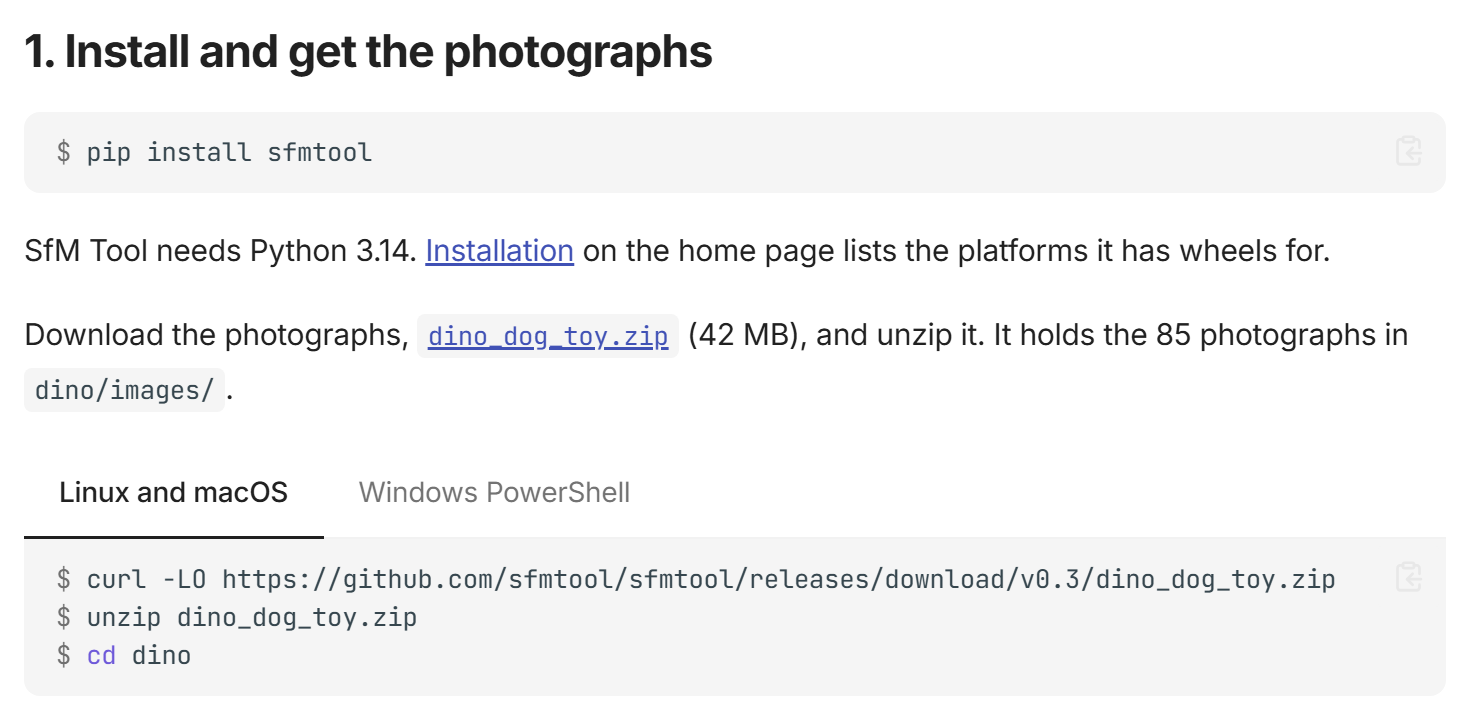 1. Install and get the photographs
$ pip install sfmtool
SfM Tool needs Python 3.14. Installation on the home page lists the platforms it has wheels for.
Download the photographs, dino_dog_toy.zip (42 MB), and unzip it. It holds the 85 photographs in
dino/images/ .
Linux and macOS Windows PowerShell
$ curl -LO https://github.com/sfmtool/sfmtool/releases/download/v0.3/dino_dog_toy.zip
$ unzip dino_dog_toy.zip
$ cd dino